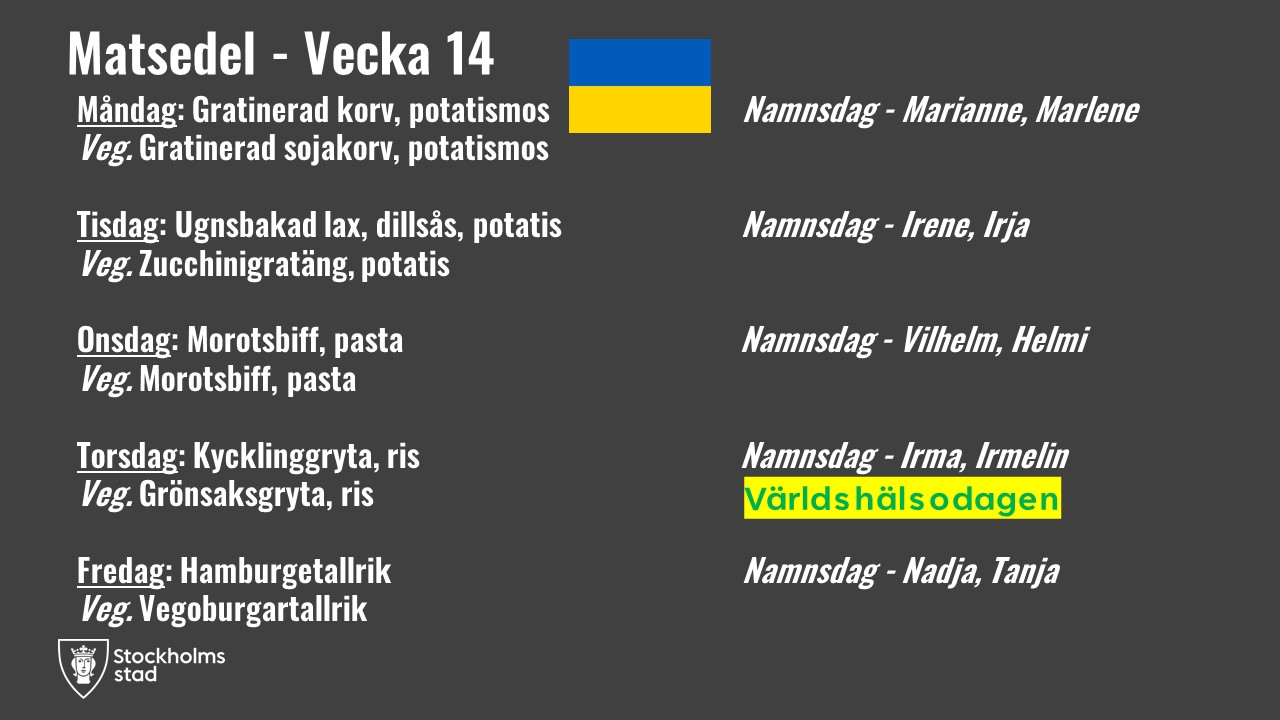 Matsedel - Vecka 14
Måndag: Gratinerad korv, potatismos
Veg. Gratinerad sojakorv, potatismos
Namnsdag - Marianne, Marlene
Tisdag: Ugnsbakad lax, dillsås, potatis
Veg. Zucchinigratäng, potatis
Namnsdag - Irene, Irja
Onsdag: Morotsbiff, pasta
Veg. Morotsbiff, pasta
Namnsdag - Vilhelm, Helmi
Torsdag: Kycklinggryta, ris
Veg. Grönsaksgryta, ris
Namnsdag - Irma, Irmelin
Världshälsodagen
Fredag: Hamburgetallrik
Veg. Vegoburgartallrik
Namnsdag - Nadja, Tanja
Stockholms
stad